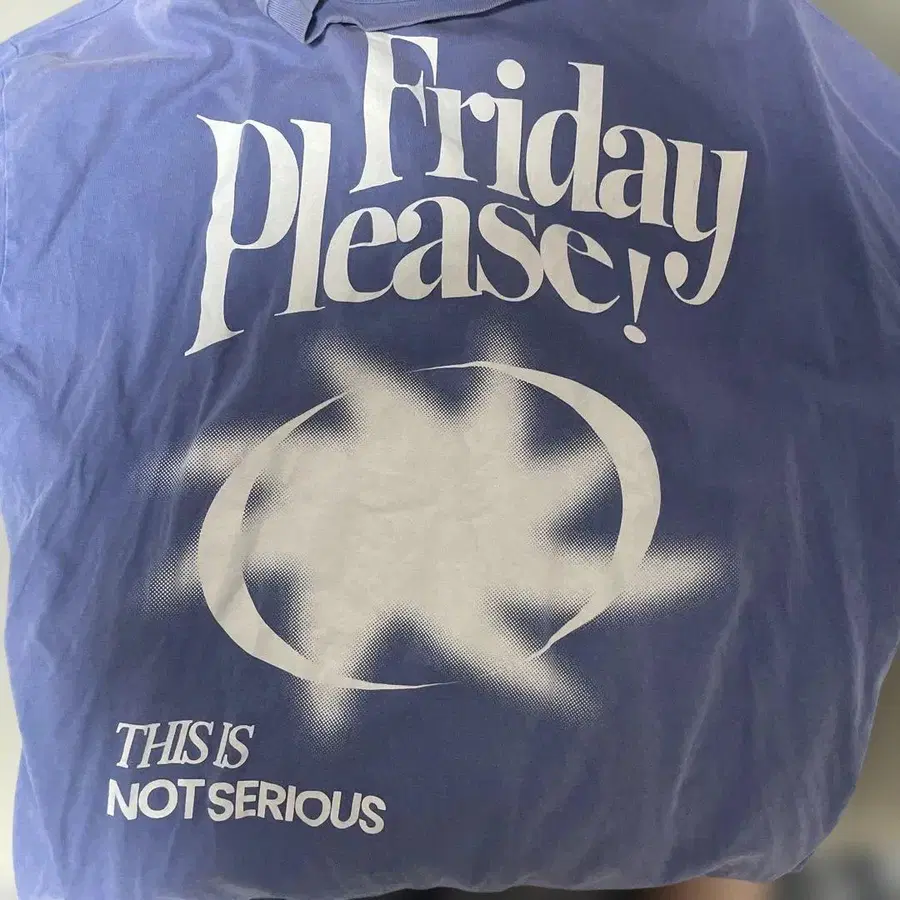 Friday
Please!
THIS IS
NOT SERIOUS